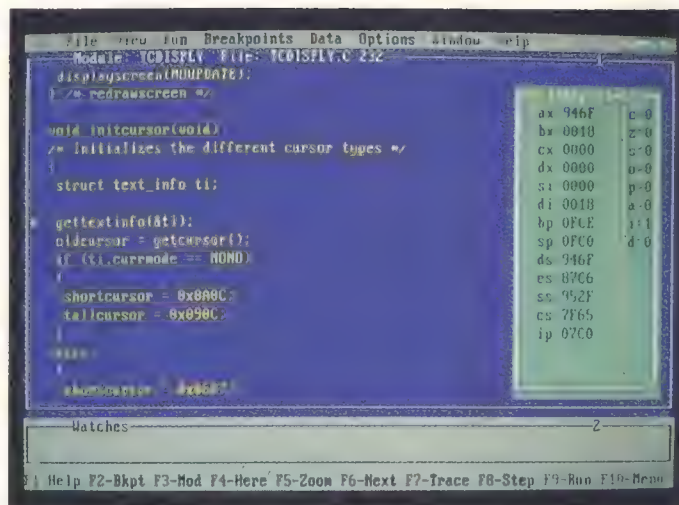 File View Run Breakpoints Data Options Window Help
Module: TCDISPLY File: TCDISPLY.C 232 1
displayscreen(NOUPDATE);
} /* redrawscreen */
void initcursor(void)
/* Initializes the different cursor types */
{
struct text_info ti;
gettextinfo(&ti);
oldcursor = getcursor();
if (ti.currmode == MONO)
{
shortcursor = 0x0A0C;
tallcursor = 0x090C;
}
else
{
shortcursor =
ax 946F c=0
bx 0018 z=0
cx 0000 s=0
dx 0000 o=0
si 0000 p=0
di 0018 a=0
bp 0FCE i=1
sp 0FC0 d=0
ds 946F
es 87C6
ss 952F
cs 7F65
ip 07C0
Watches 2
Help F2-Bkpt F3-Mod F4-Here F5-Zoom F6-Next F7-Trace F8-Step F9-Run F10-Menu